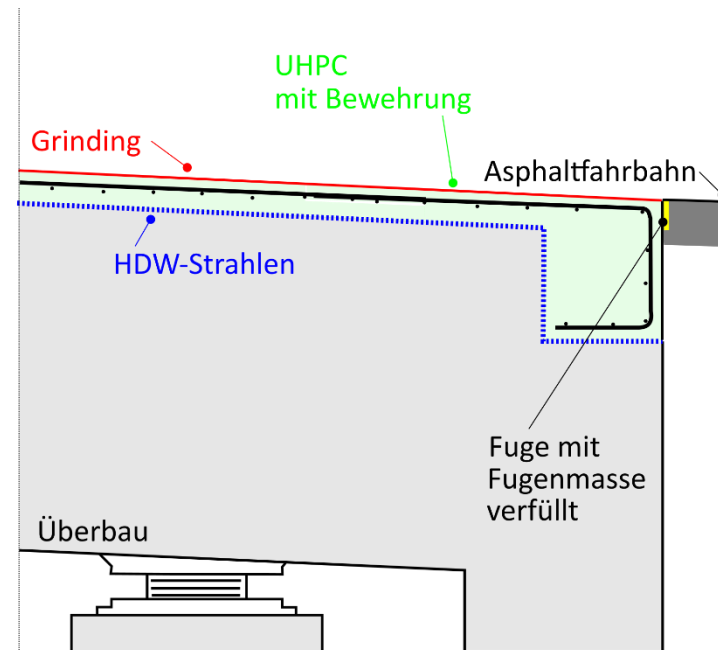 UHPC
mit Bewehrung
Grinding
Asphaltfahrbahn
HDW-Strahlen
Fuge mit
Fugenmasse
verfüllt
Überbau